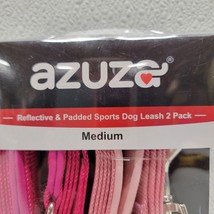 azuza
Reflective & Padded Sports Dog Leash 2 Pack
Medium